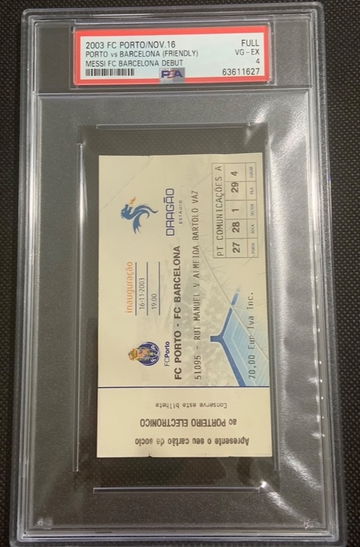 2003 FC PORTO/NOV.16
FULL
PORTO vs BARCELONA (FRIENDLY)
VG - EX
MESSI FC BARCELONA DEBUT
4
PSA
63611627
DRAGÃO
ESTÁDIO
PT COMUNICAÇÕES A
27 28 1 29 4
inauguração
16-11-2003
19:00
FCPorto
FC PORTO - FC BARCELONA
51095 - RUI MANUEL V ALMEIDA BARTOLO VAZ
70,00 Eur Iva Inc.
Apresente o seu cartão de sócio
ao PORTEIRO ELECTRONICO
Conserve este bilhete